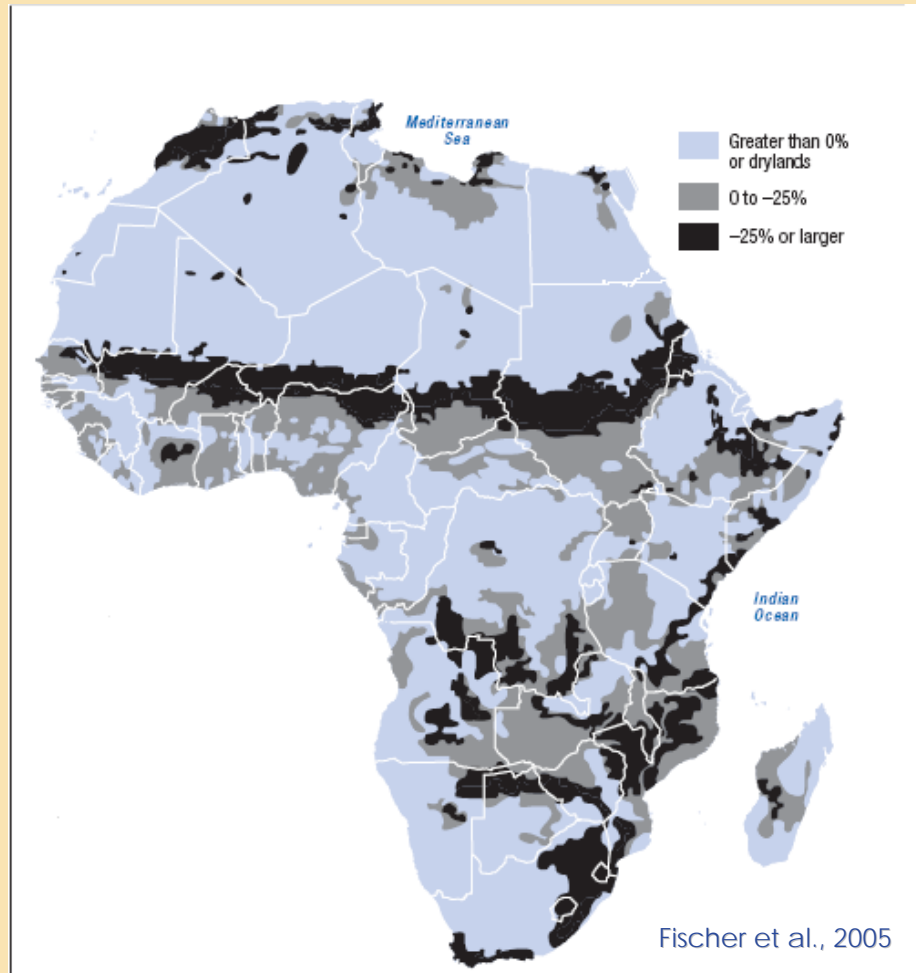 Mediterranean
Sea
Greater than 0%
or drylands
0 to –25%
–25% or larger
Indian
Ocean
Fischer et al., 2005